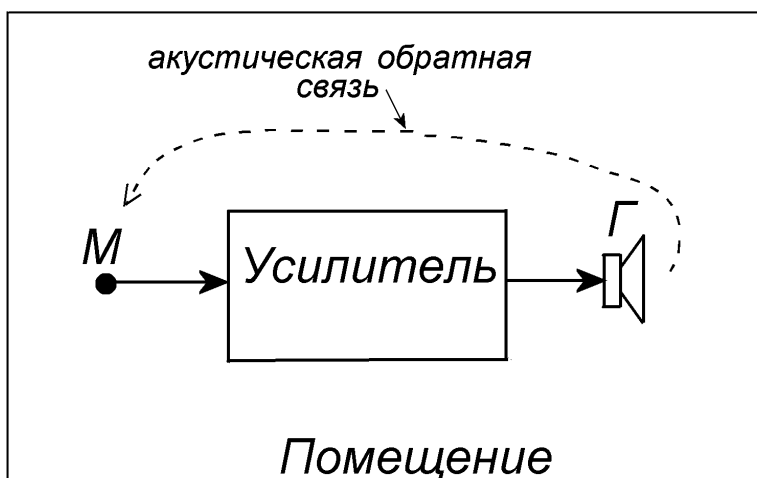 акустическая обратная
связь
М
Усилитель
Г
Помещение